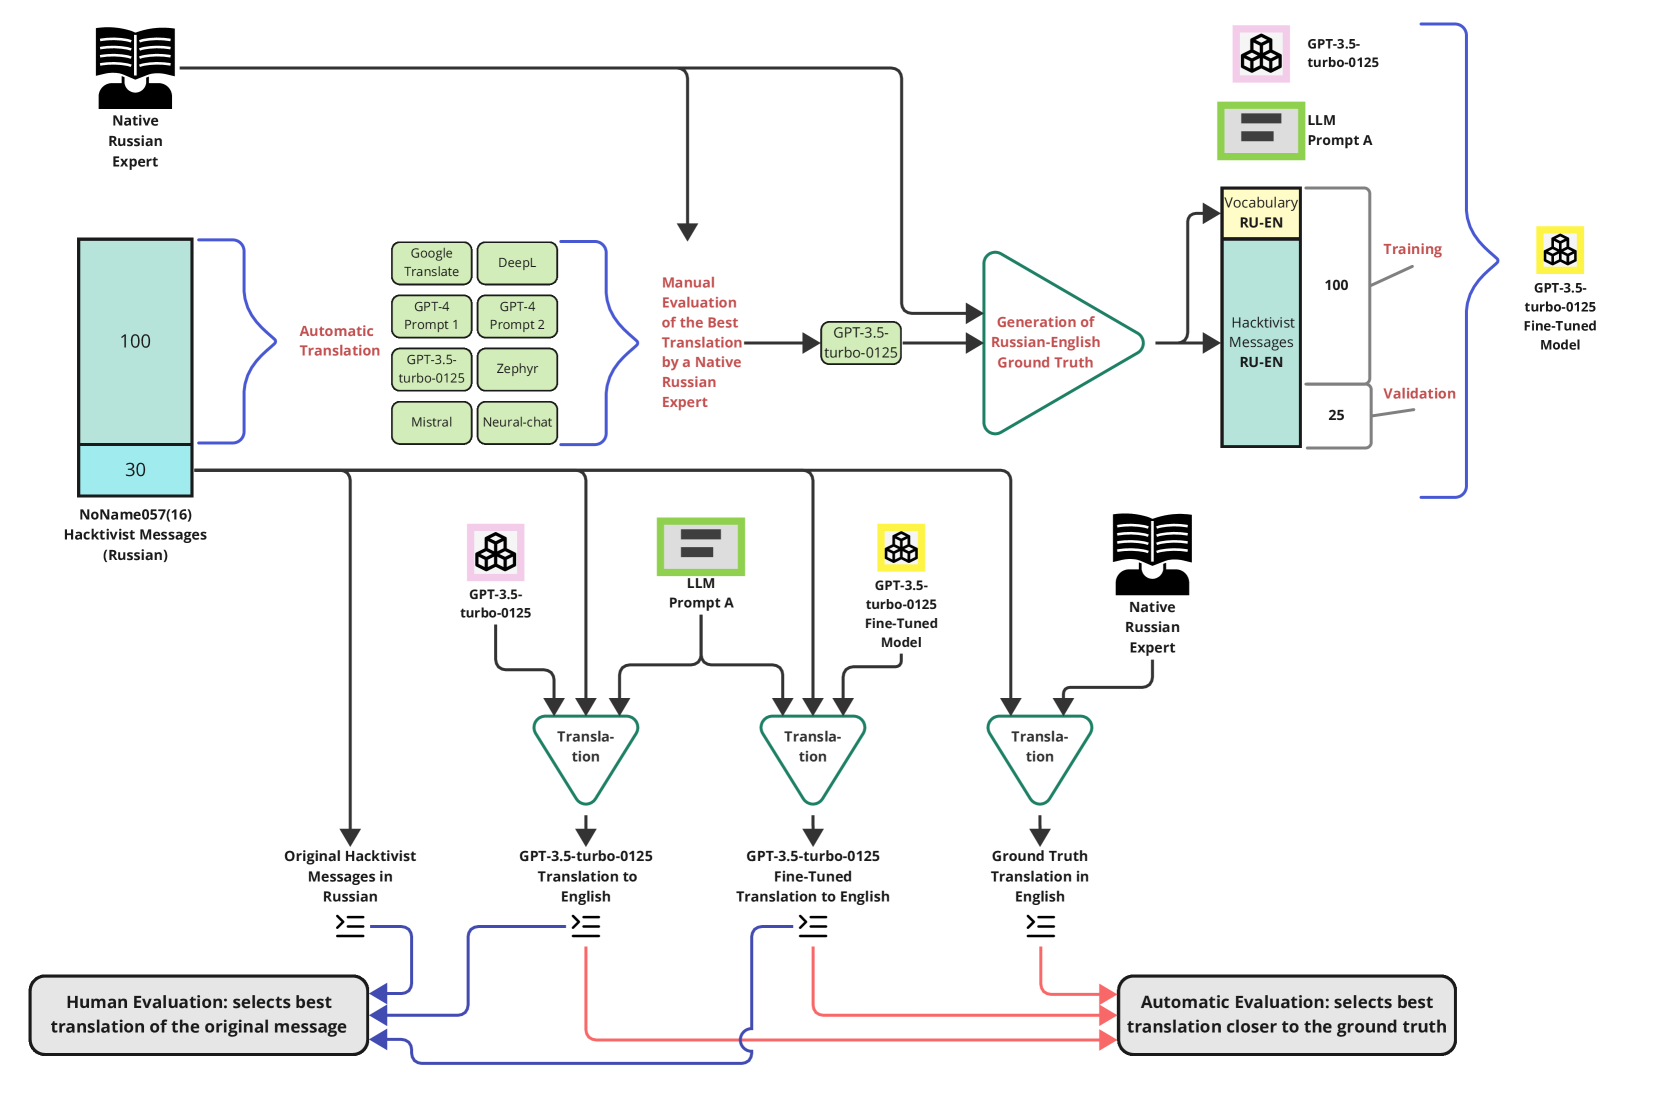 Native
Russian
Expert
GPT-3.5-
turbo-0125
LLM
Prompt A
100
30
NoName057(16)
Hacktivist Messages
(Russian)
Automatic
Translation
Google
Translate
DeepL
GPT-4
Prompt 1
GPT-4
Prompt 2
GPT-3.5-
turbo-0125
Zephyr
Mistral
Neural-chat
Manual
Evaluation
of the Best
Translation
by a Native
Russian
Expert
GPT-3.5-
turbo-0125
Generation of
Russian-English
Ground Truth
Vocabulary
RU-EN
Hacktivist
Messages
RU-EN
100
25
Training
Validation
GPT-3.5-
turbo-0125
Fine-Tuned
Model
GPT-3.5-
turbo-0125
LLM
Prompt A
GPT-3.5-
turbo-0125
Fine-Tuned
Model
Native
Russian
Expert
Transla-
tion
Transla-
tion
Transla-
tion
Original Hacktivist
Messages in
Russian
GPT-3.5-turbo-0125
Translation to
English
GPT-3.5-turbo-0125
Fine-Tuned
Translation to English
Ground Truth
Translation in
English
Human Evaluation: selects best
translation of the original message
Automatic Evaluation: selects best
translation closer to the ground truth